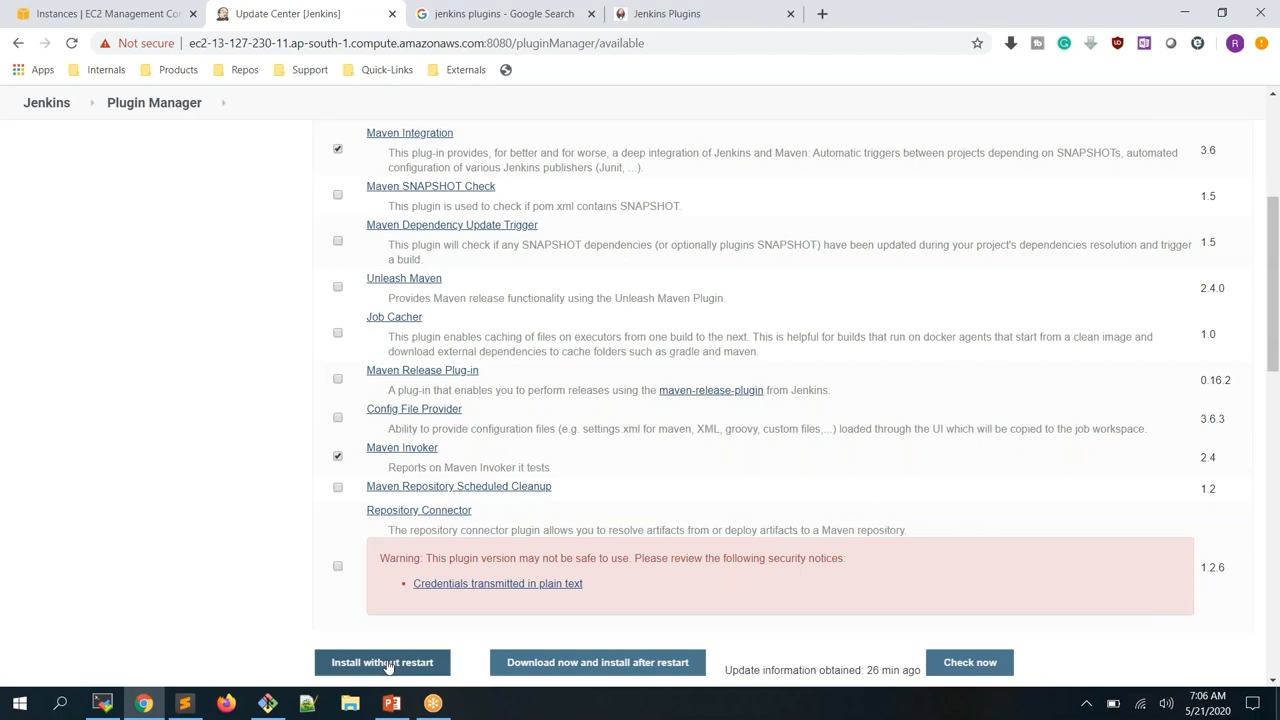 Instances | EC2 Management Con
Update Center [Jenkins]
jenkins plugins - Google Search
Jenkins Plugins
Not secure
ec2-13-127-230-11.ap-south-1.compute.amazonaws.com:8080/pluginManager/available
R
Apps
Internals
Products
Repos
Support
Quick-Links
Externals
Jenkins
Plugin Manager
Maven Integration
This plug-in provides, for better and for worse, a deep integration of Jenkins and Maven: Automatic triggers between projects depending on SNAPSHOTs, automated
configuration of various Jenkins publishers (Junit, ...).
3.6
Maven SNAPSHOT Check
This plugin is used to check if pom.xml contains SNAPSHOT.
1.5
Maven Dependency Update Trigger
This plugin will check if any SNAPSHOT dependencies (or optionally plugins SNAPSHOT) have been updated during your project's dependencies resolution and trigger
a build.
1.5
Unleash Maven
Provides Maven release functionality using the Unleash Maven Plugin.
2.4.0
Job Cacher
This plugin enables caching of files on executors from one build to the next. This is helpful for builds that run on docker agents that start from a clean image and
download external dependencies to cache folders such as gradle and maven.
1.0
Maven Release Plug-in
A plug-in that enables you to perform releases using the maven-release-plugin from Jenkins.
0.16.2
Config File Provider
Ability to provide configuration files (e.g. settings.xml for maven, XML, groovy, custom files,...) loaded through the UI which will be copied to the job workspace.
3.6.3
Maven Invoker
Reports on Maven Invoker it tests
2.4
Maven Repository Scheduled Cleanup
1.2
Repository Connector
The repository connector plugin allows you to resolve artifacts from or deploy artifacts to a Maven repository.
Warning: This plugin version may not be safe to use. Please review the following security notices:
• Credentials transmitted in plain text
1.2.6
Install without restart
Download now and install after restart
Update information obtained: 26 min ago
Check now
7:06 AM
5/21/2020